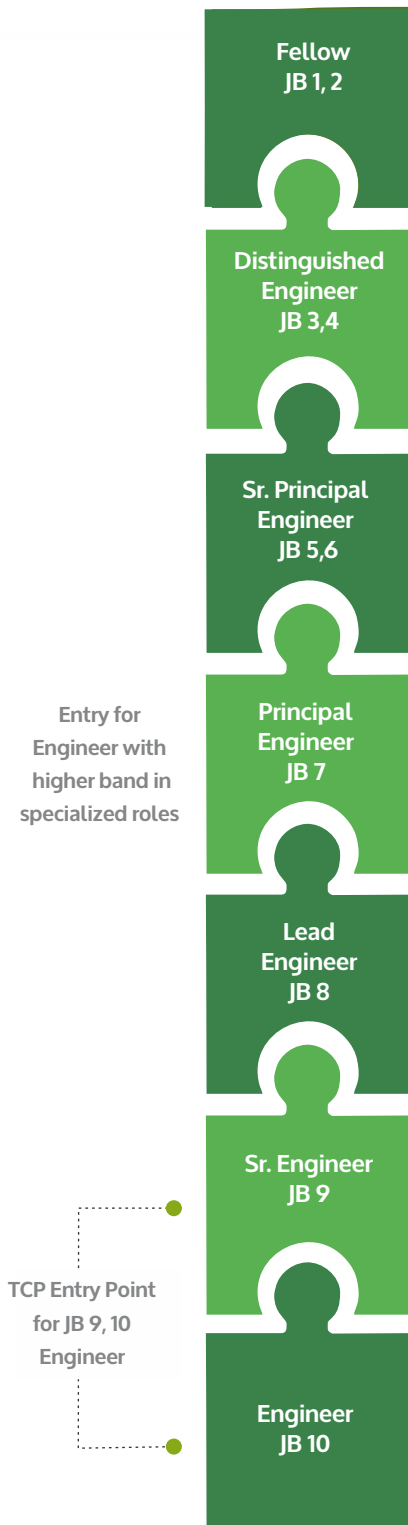 Fellow
JB 1, 2
Distinguished
Engineer
JB 3,4
Sr. Principal
Engineer
JB 5,6
Entry for
Engineer with
higher band in
specialized roles
Principal
Engineer
JB 7
Lead
Engineer
JB 8
Sr. Engineer
JB 9
TCP Entry Point
for JB 9, 10
Engineer
Engineer
JB 10